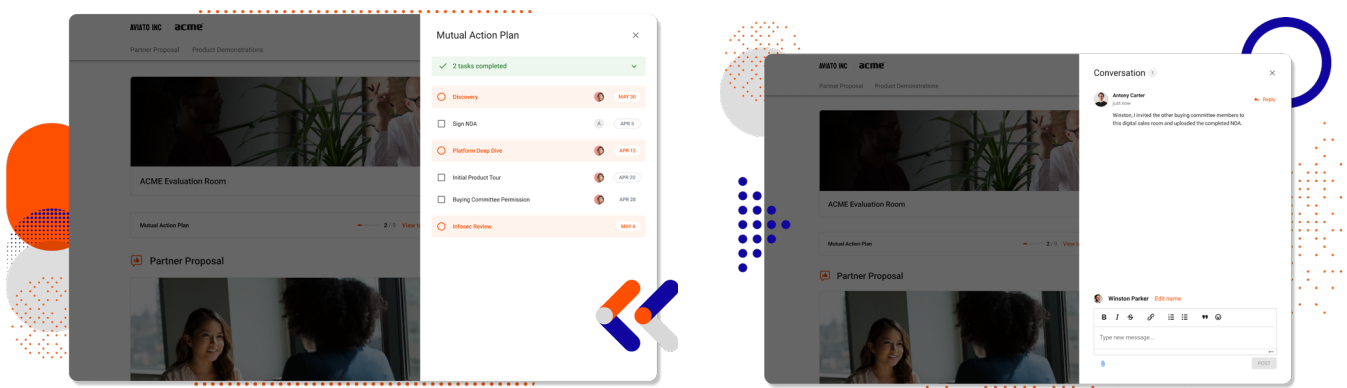 AVIATO INC acme
Partner Proposal Product Demonstrations
ACME Evaluation Room
Mutual Action Plan 2 / 9 View
Partner Proposal
Mutual Action Plan
2 tasks completed
Discovery MAY 30
Sign NDA A APR 5
Platform Deep Dive APR 12
Initial Product Tour APR 20
Buying Committee Permission APR 28
Infosec Review MAY 6
AVIATO INC acme
Partner Proposal Product Demonstrations
ACME Evaluation Room
Mutual Action Plan 2 / 9 View
Partner Proposal
Conversation 1
Antony Carter
just now
Reply
Winston, I invited the other buying committee members to
this digital sales room and uploaded the completed NDA.
Winston Parker Edit name
B I S
Type new message...
POST